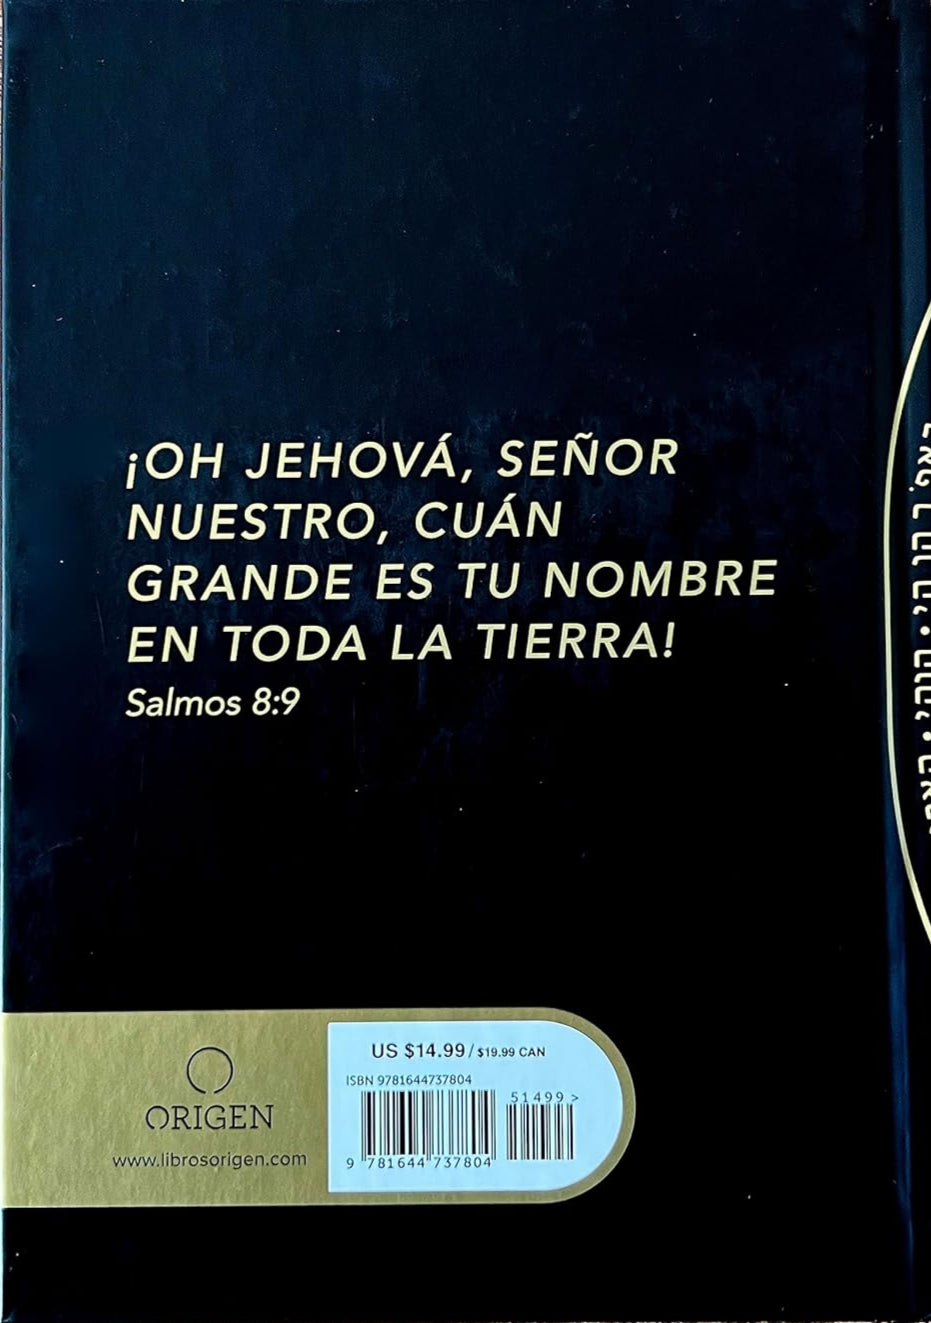 ¡OH JEHOVÁ, SEÑOR
NUESTRO, CUÁN
GRANDE ES TU NOMBRE
EN TODA LA TIERRA!
Salmos 8:9
ORIGEN
www.librosorigen.com
US $14.99 / $19.99 CAN
ISBN 9781644737804
51499 >
9 781644 737804